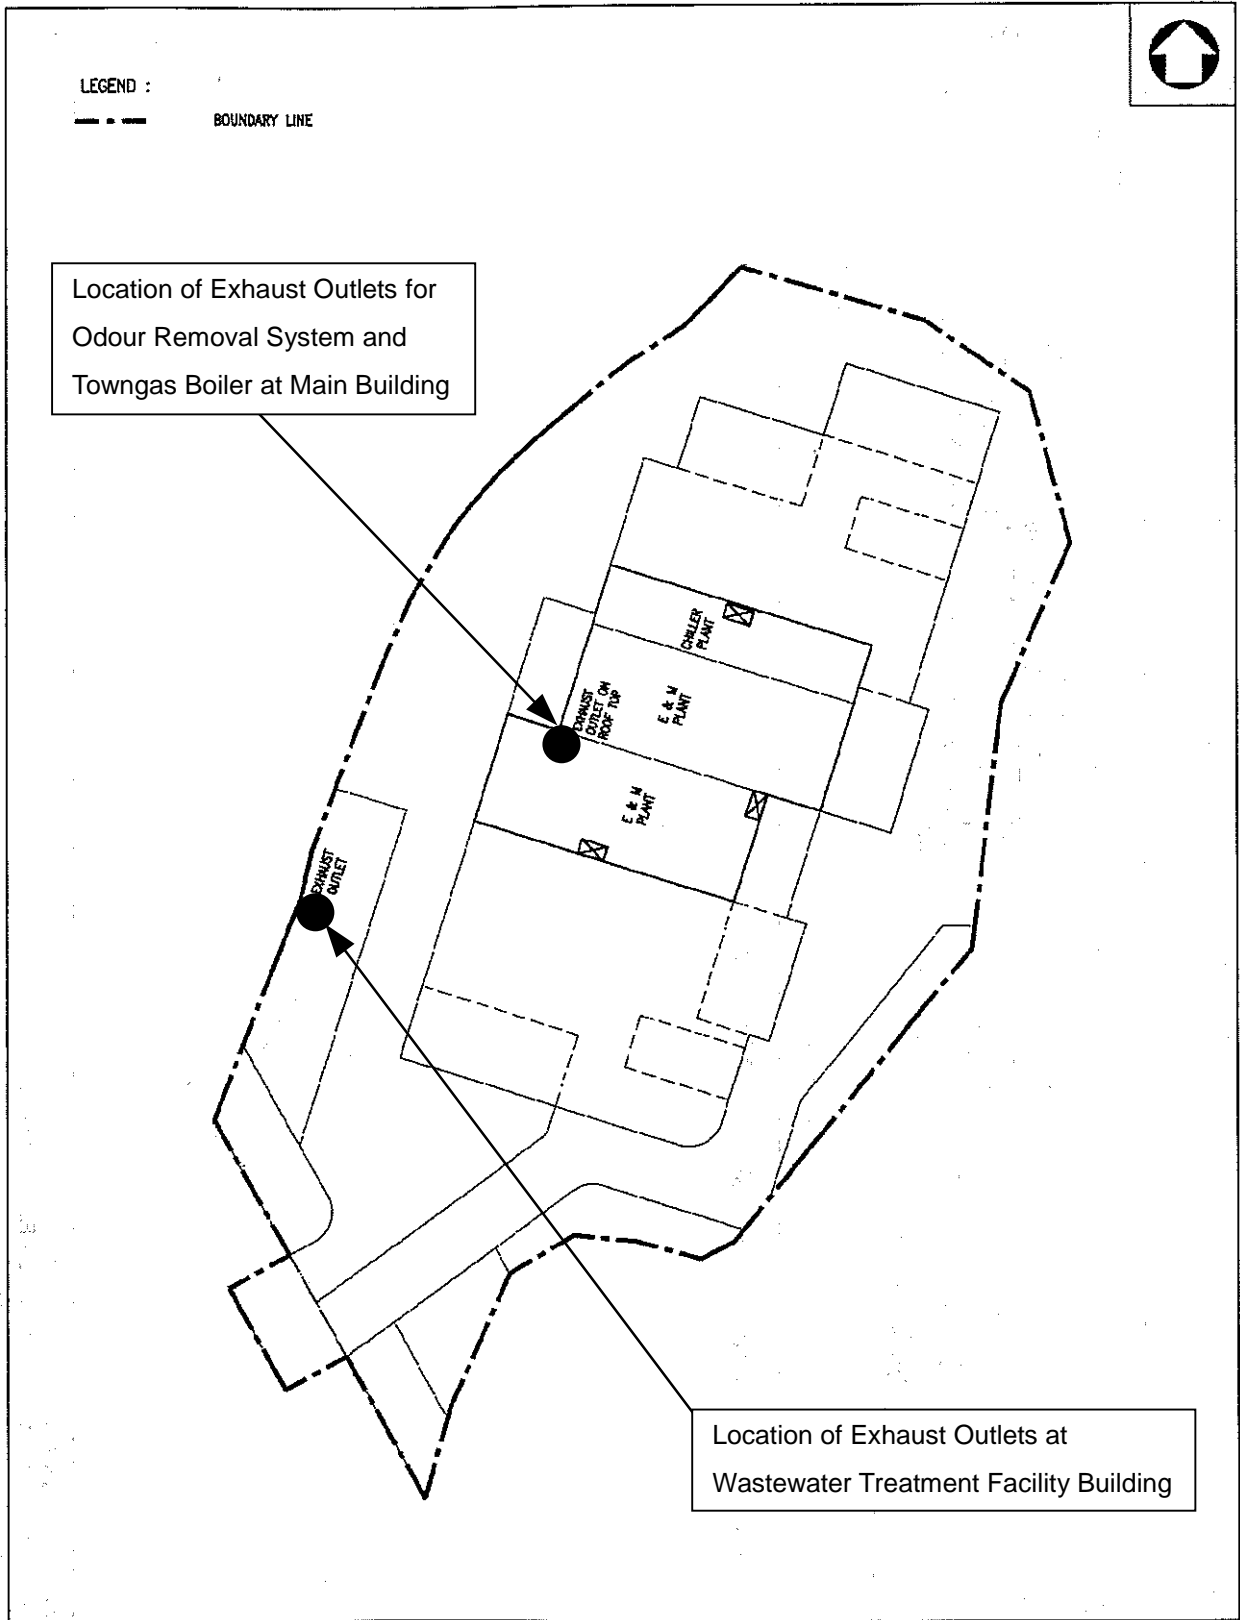 LEGEND :
BOUNDARY LINE
Location of Exhaust Outlets for
Odour Removal System and
Towngas Boiler at Main Building
CHILLER
PLANT
EXHAUST
OUTLET ON
ROOF TOP
E & M
PLANT
E & M
PLANT
EXHAUST
OUTLET
Location of Exhaust Outlets at
Wastewater Treatment Facility Building